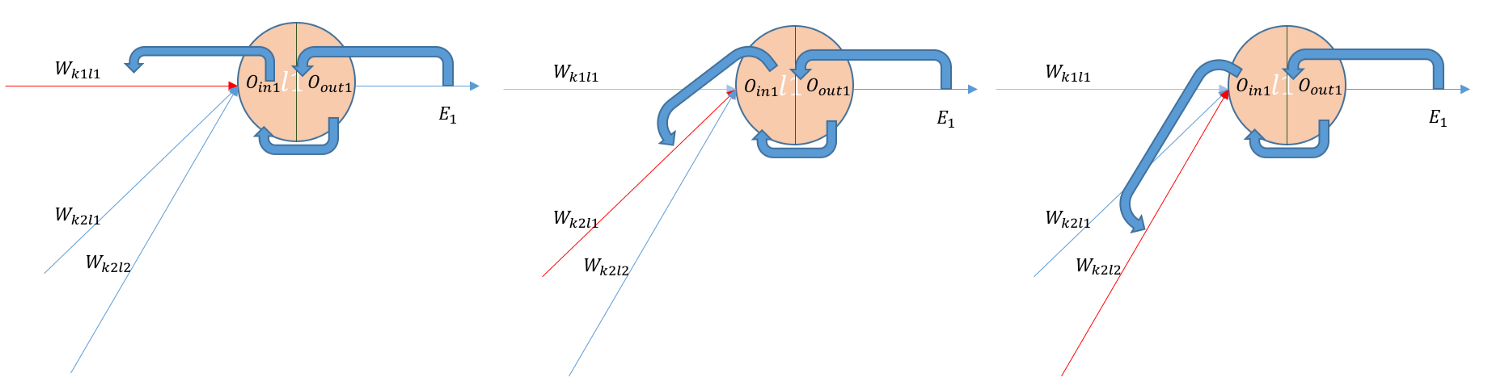 W_{k1l1}
O_{in1} l1 O_{out1}
E_1
W_{k2l1}
W_{k2l2}
W_{k1l1}
O_{in1} l1 O_{out1}
E_1
W_{k2l1}
W_{k2l2}
W_{k1l1}
O_{in1} l1 O_{out1}
E_1
W_{k2l1}
W_{k2l2}